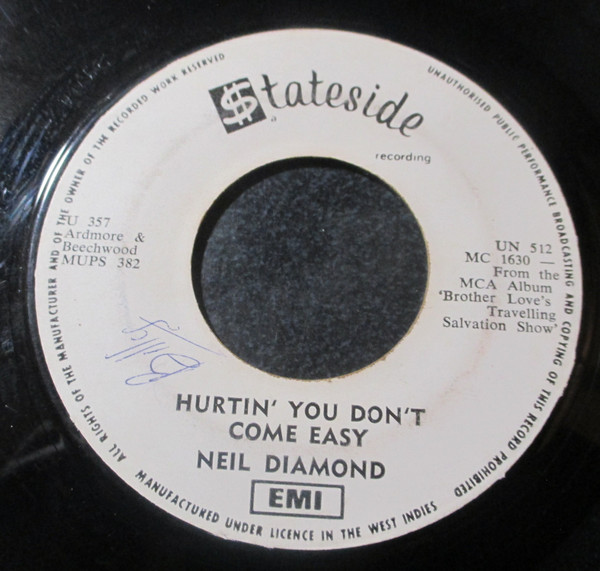 ALL RIGHTS OF THE MANUFACTURER AND OF THE OWNER OF THE RECORDED WORK RESERVED
UNAUTHORISED PUBLIC PERFORMANCE BROADCASTING AND COPYING OF THIS RECORD PROHIBITED
$tateside
a
recording
U 357
Ardmore &
Beechwood
MUPS 382
UN 512
MC 1630 —
From the
MCA Album
'Brother Love's
Travelling
Salvation Show'
HURTIN' YOU DON'T
COME EASY
NEIL DIAMOND
EMI
MANUFACTURED UNDER LICENCE IN THE WEST INDIES